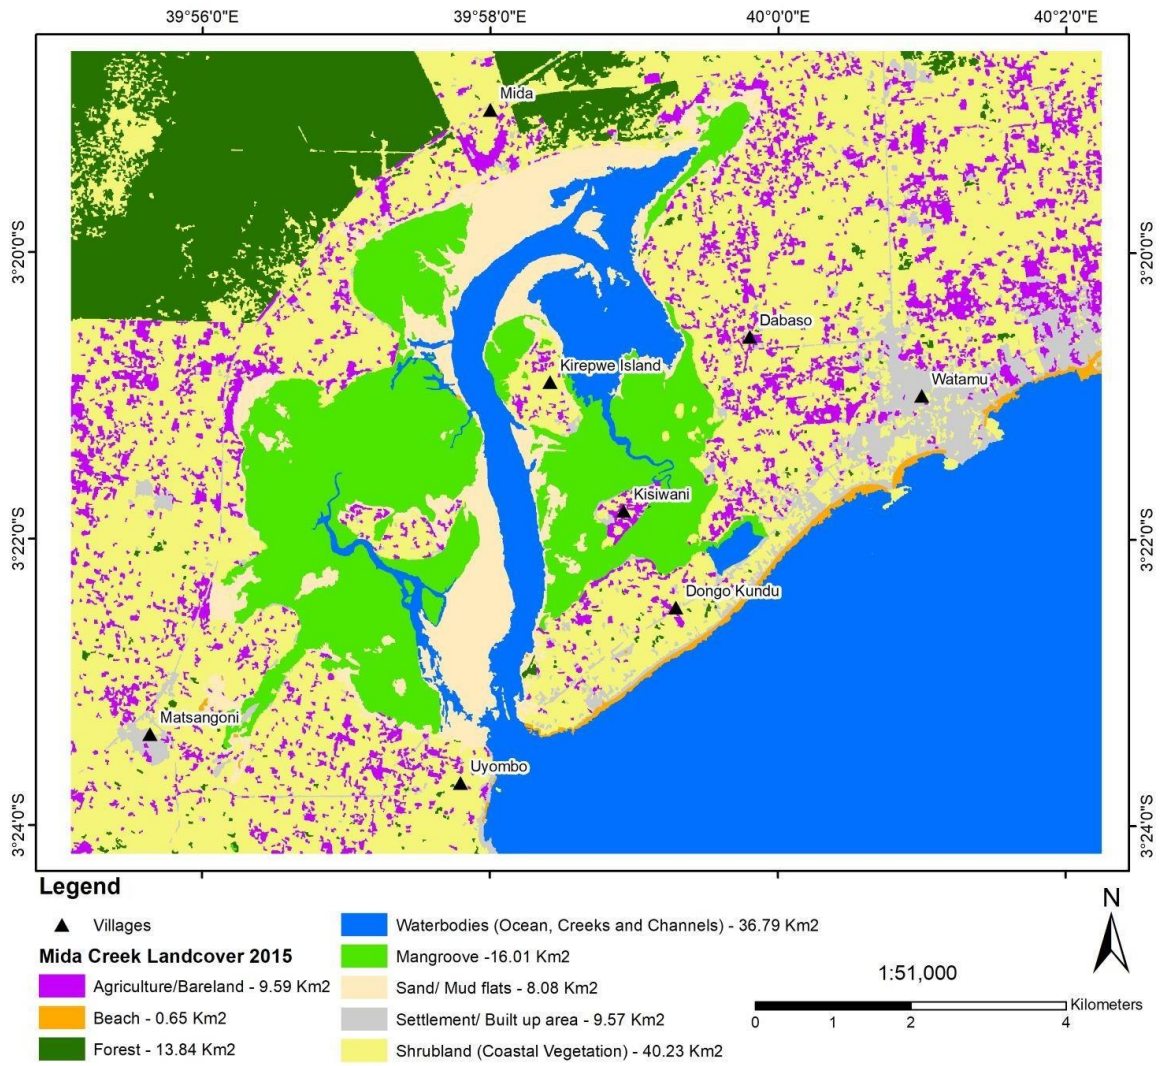 39°56'0"E 39°58'0"E 40°0'0"E 40°2'0"E
Mida
3°20'0"S 3°20'0"S
Dabaso
Kirepwe Island
Watamu
Kisiwani
3°22'0"S 3°22'0"S
Dongo Kundu
Matsangoni
Uyombo
3°24'0"S 3°24'0"S
Legend
Villages
Mida Creek Landcover 2015
Agriculture/Bareland - 9.59 Km2
Beach - 0.65 Km2
Forest - 13.84 Km2
Waterbodies (Ocean, Creeks and Channels) - 36.79 Km2
Mangroove -16.01 Km2
Sand/ Mud flats - 8.08 Km2
Settlement/ Built up area - 9.57 Km2
Shrubland (Coastal Vegetation) - 40.23 KM2
N
1:51,000
Kilometers
0 1 2 4